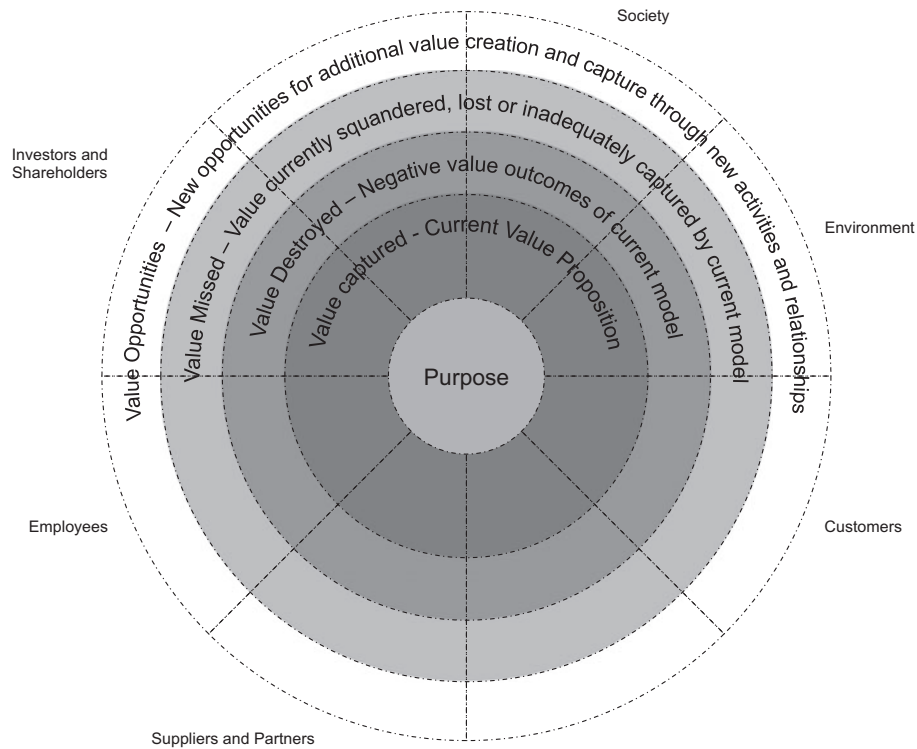 Society
Value Opportunities – New opportunities for additional value creation and capture through new activities and relationships
Value Missed – Value currently squandered, lost or inadequately captured by current model
Investors and
Shareholders
Value Destroyed – Negative value outcomes of current model
Value captured - Current Value Proposition
Environment
Purpose
Employees
Customers
Suppliers and Partners